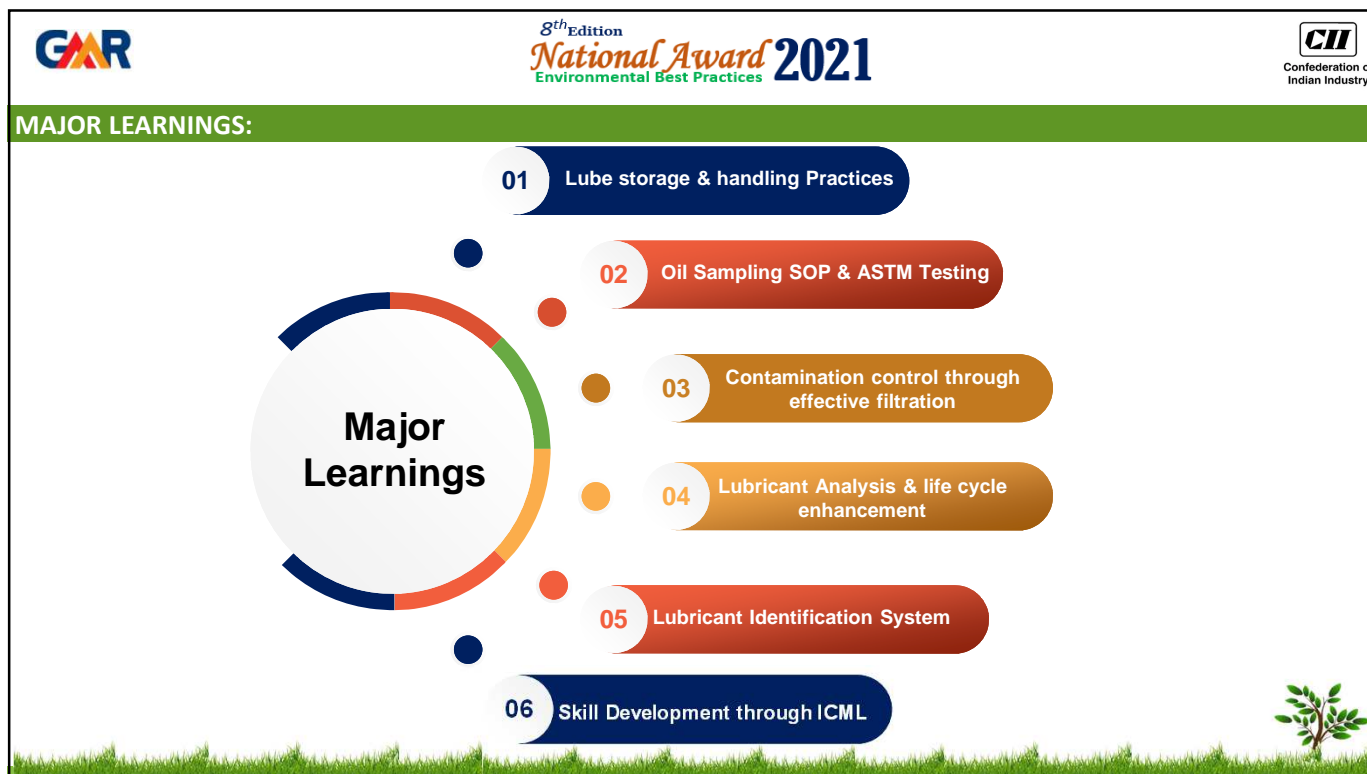 GMR
8th Edition
National Award 2021
Environmental Best Practices
CII
Confederation o
Indian Industry
MAJOR LEARNINGS:
01 Lube storage & handling Practices
02 Oil Sampling SOP & ASTM Testing
03 Contamination control through
effective filtration
Major
Learnings
04 Lubricant Analysis & life cycle
enhancement
05 Lubricant Identification System
06 Skill Development through ICML